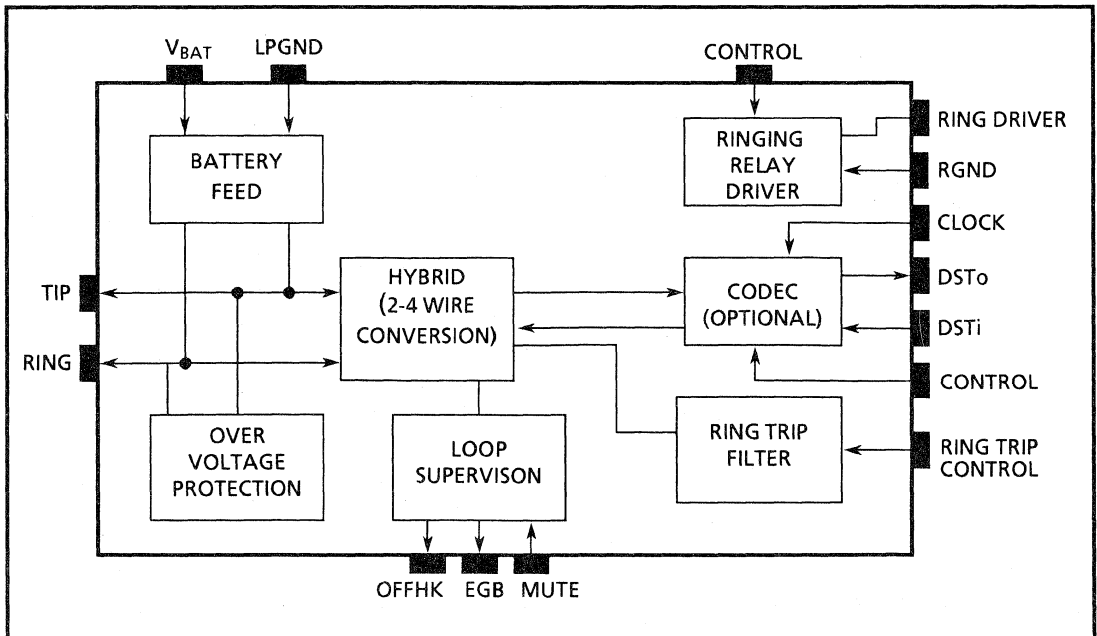 VBAT
LPGND
CONTROL
BATTERY
FEED
RINGING
RELAY
DRIVER
RING DRIVER
RGND
CLOCK
TIP
RING
HYBRID
(2-4 WIRE
CONVERSION)
CODEC
(OPTIONAL)
DSTo
DSTi
CONTROL
OVER
VOLTAGE
PROTECTION
LOOP
SUPERVISON
RING TRIP
FILTER
RING TRIP
CONTROL
OFFHK
EGB
MUTE